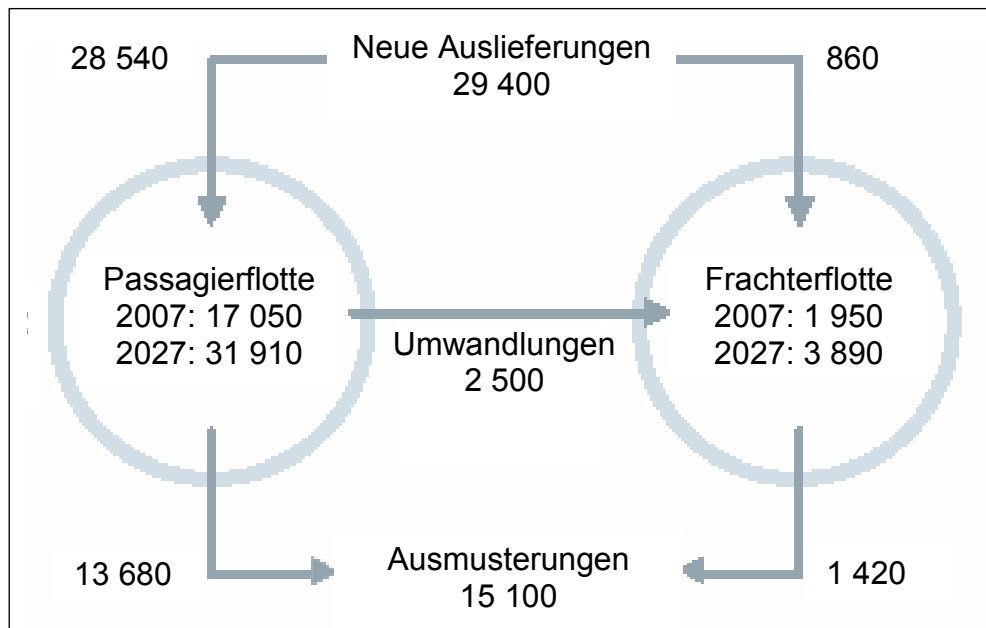 28 540
Neue Auslieferungen
29 400
860
Passagierflotte
2007: 17 050
2027: 31 910
Umwandlungen
2 500
Frachterflotte
2007: 1 950
2027: 3 890
13 680
Ausmusterungen
15 100
1 420